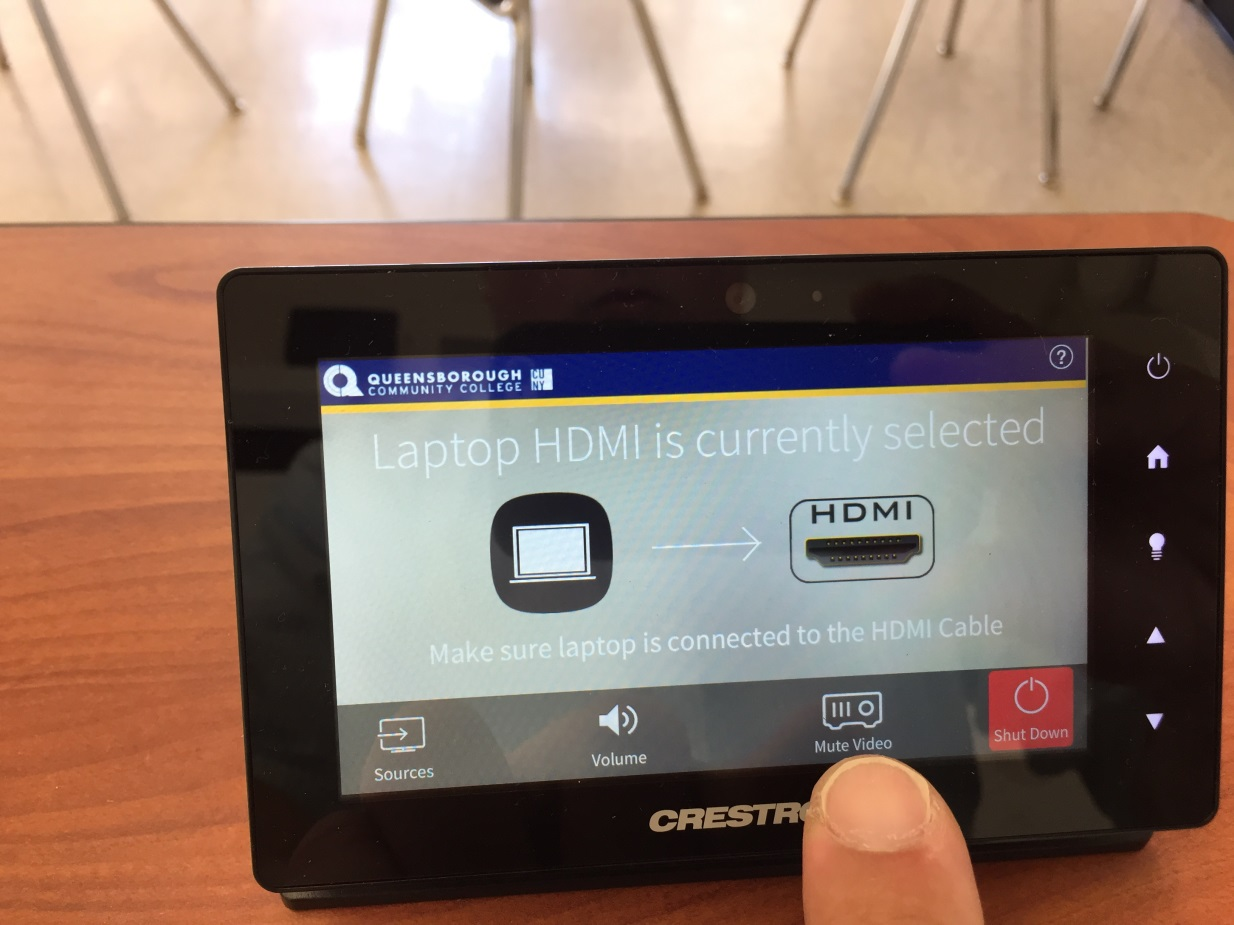 QUEENSBOROUGH
COMMUNITY COLLEGE
CU
NY
?
Laptop HDMI is currently selected
HDMI
Make sure laptop is connected to the HDMI Cable
Sources
Volume
Mute Video
Shut Down